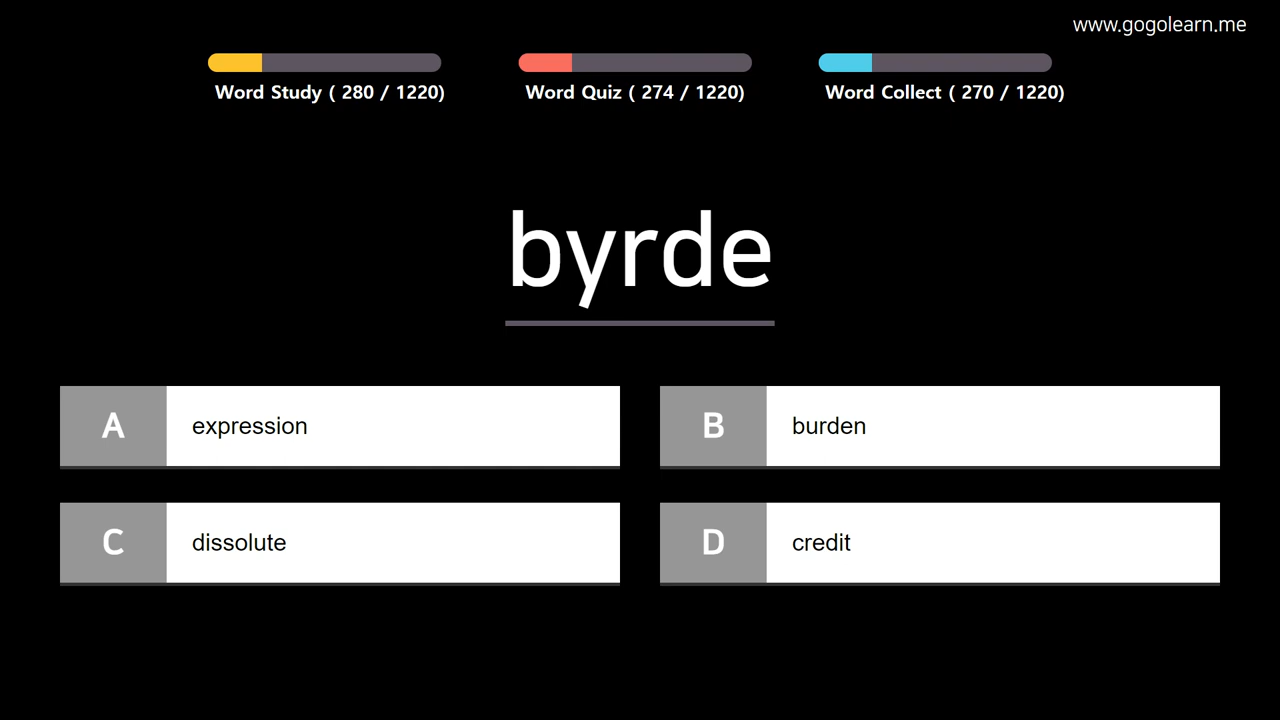 www.gogolearn.me
Word Study ( 280 / 1220)
Word Quiz ( 274 / 1220)
Word Collect ( 270 / 1220)
byrde
A
expression
B
burden
C
dissolute
D
credit